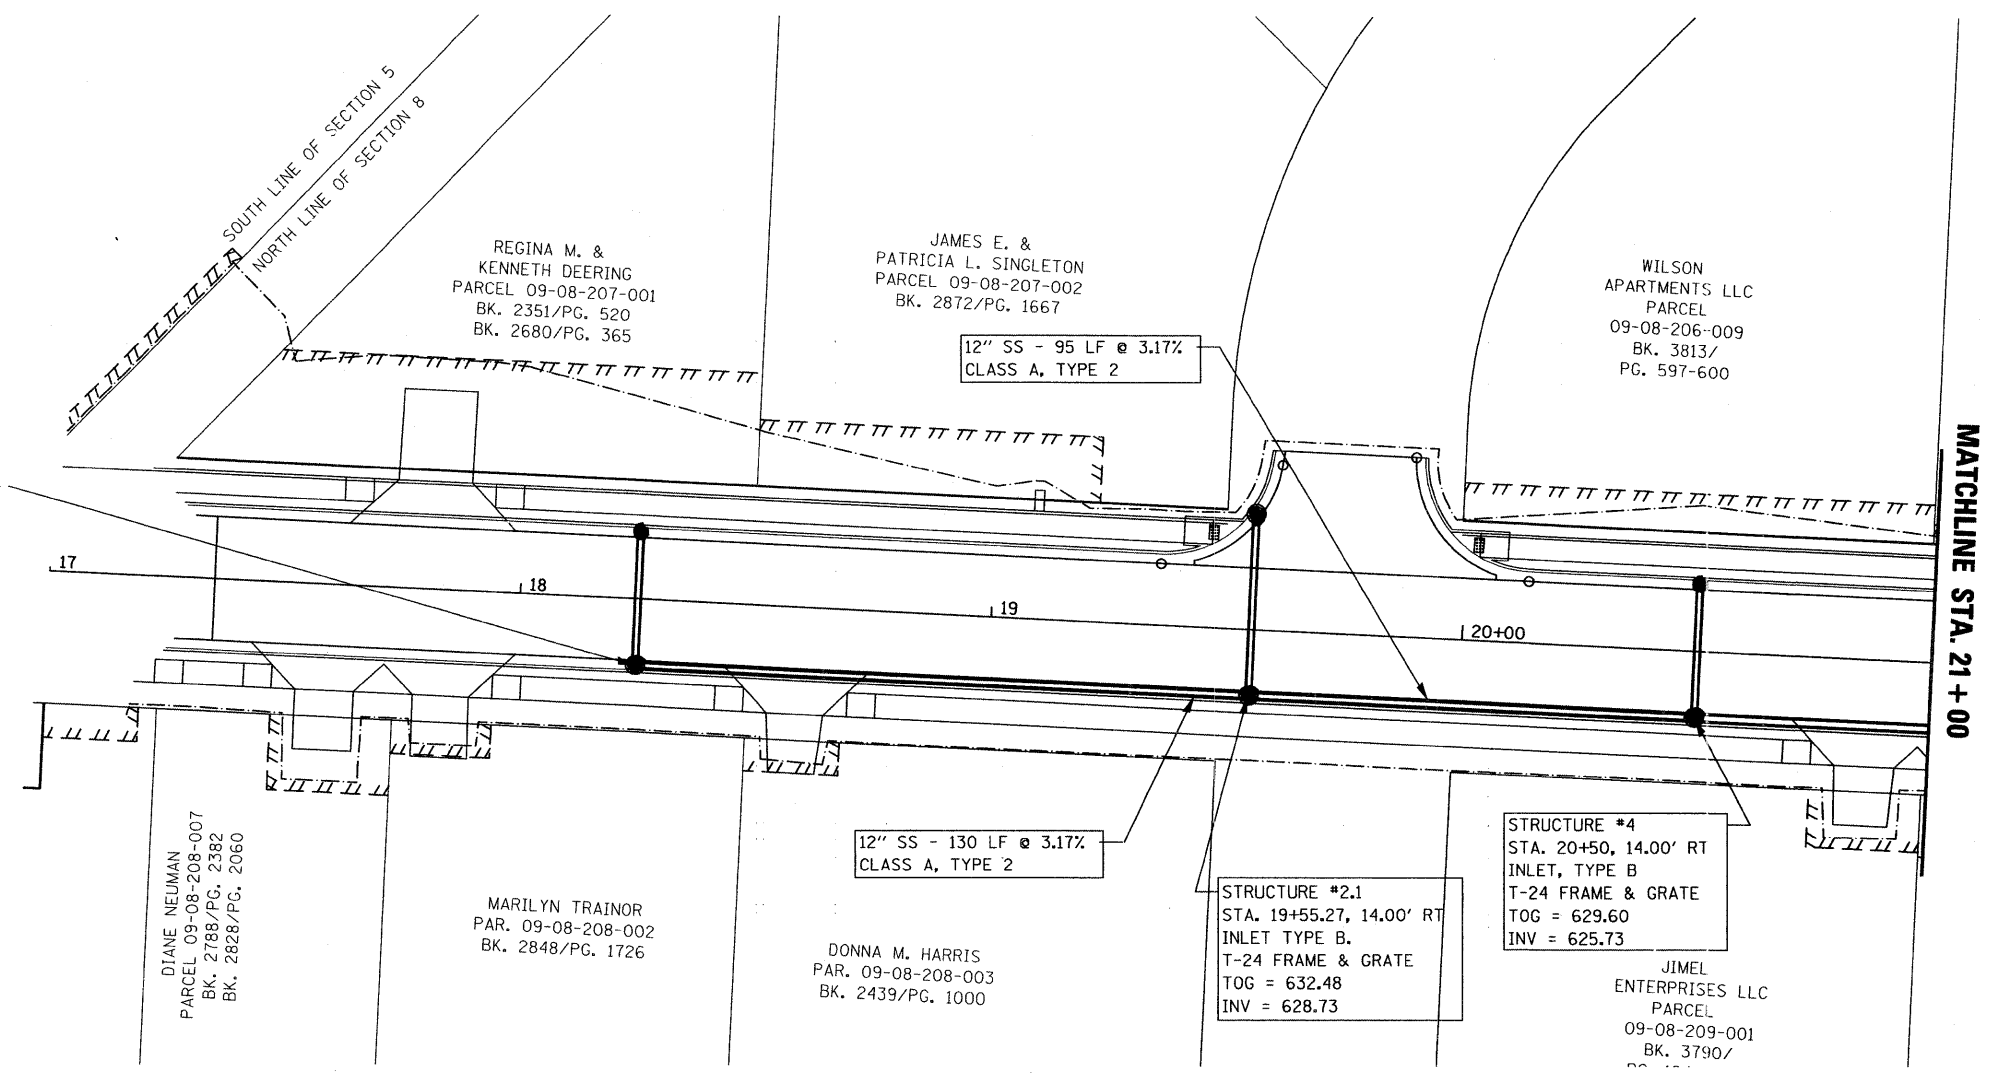 SOUTH LINE OF SECTION 5
NORTH LINE OF SECTION 8
REGINA M. &
KENNETH DEERING
PARCEL 09-08-207-001
BK. 2351/PG. 520
BK. 2680/PG. 365
JAMES E. &
PATRICIA L. SINGLETON
PARCEL 09-08-207-002
BK. 2872/PG. 1667
WILSON
APARTMENTS LLC
PARCEL
09-08-206-009
BK. 3813/
PG. 597-600
12" SS - 95 LF @ 3.17%
CLASS A, TYPE 2
MATCHLINE STA. 21+00
17
18
19
20+00
12" SS - 130 LF @ 3.17%
CLASS A, TYPE 2
STRUCTURE #2.1
STA. 19+55.27, 14.00' RT
INLET TYPE B.
T-24 FRAME & GRATE
TOG = 632.48
INV = 628.73
STRUCTURE #4
STA. 20+50, 14.00' RT
INLET, TYPE B
T-24 FRAME & GRATE
TOG = 629.60
INV = 625.73
DIANE NEUMAN
PARCEL 09-08-208-007
BK. 2788/PG. 2382
BK. 2828/PG. 2060
MARILYN TRAINOR
PAR. 09-08-208-002
BK. 2848/PG. 1726
DONNA M. HARRIS
PAR. 09-08-208-003
BK. 2439/PG. 1000
JIMEL
ENTERPRISES LLC
PARCEL
09-08-209-001
BK. 3790/